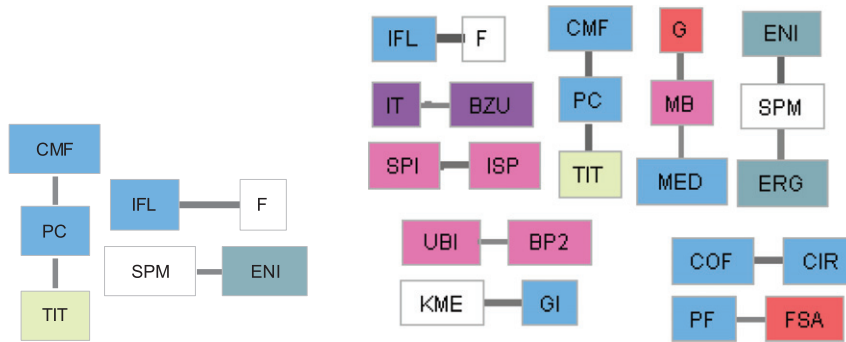 CMF
IFL F
PC
SPM ENI
TIT
IFL F CMF G ENI
IT BZU PC MB SPM
SPI ISP TIT MED ERG
UBI BP2 COF CIR
KME GI PF FSA